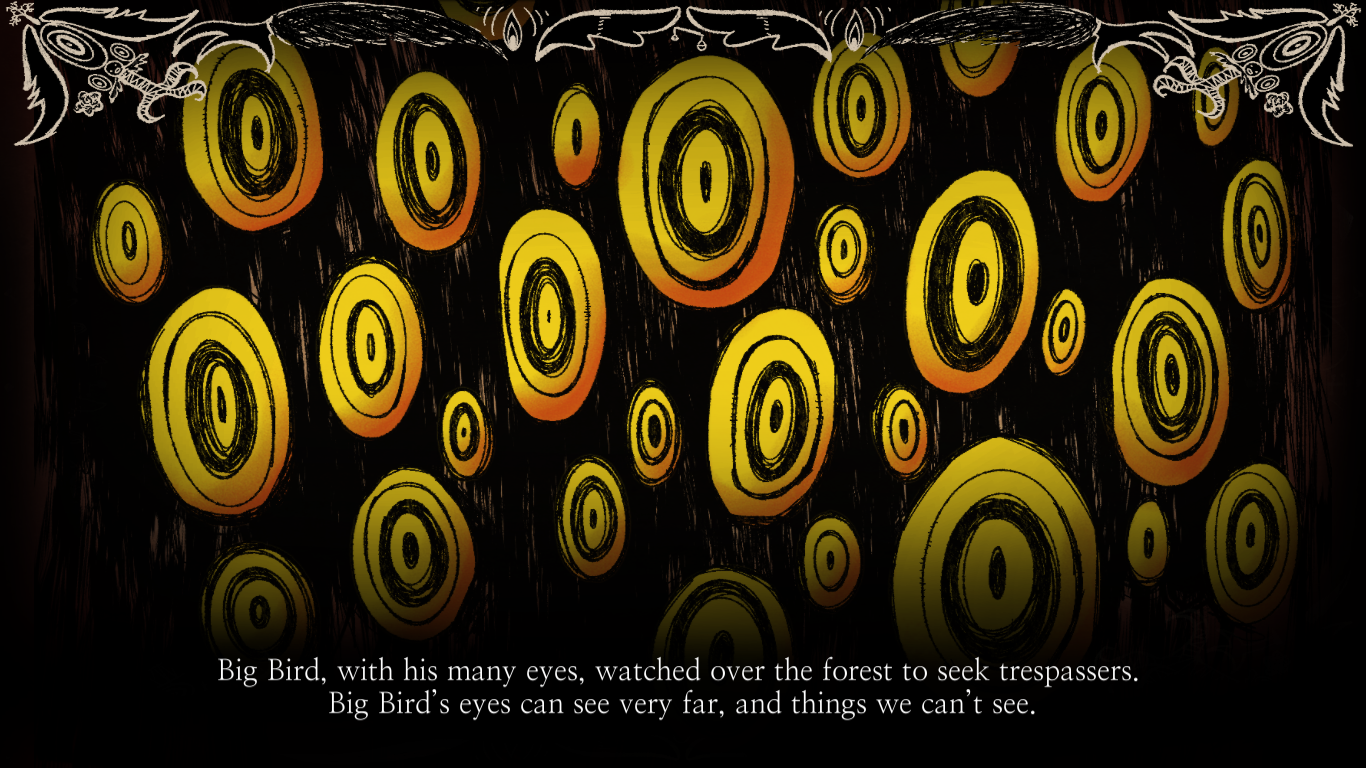 Big Bird, with his many eyes, watched over the forest to seek trespassers.
Big Bird’s eyes can see very far, and things we can’t see.